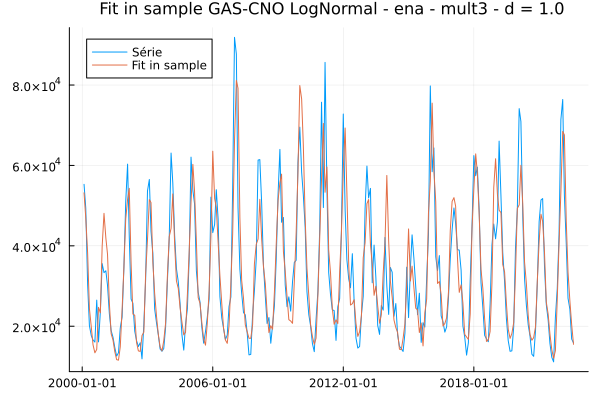 Fit in sample GAS-CNO LogNormal - ena - mult3 - d = 1.0
Série
Fit in sample
8.0×10⁴
6.0×10⁴
4.0×10⁴
2.0×10⁴
2000-01-01 2006-01-01 2012-01-01 2018-01-01